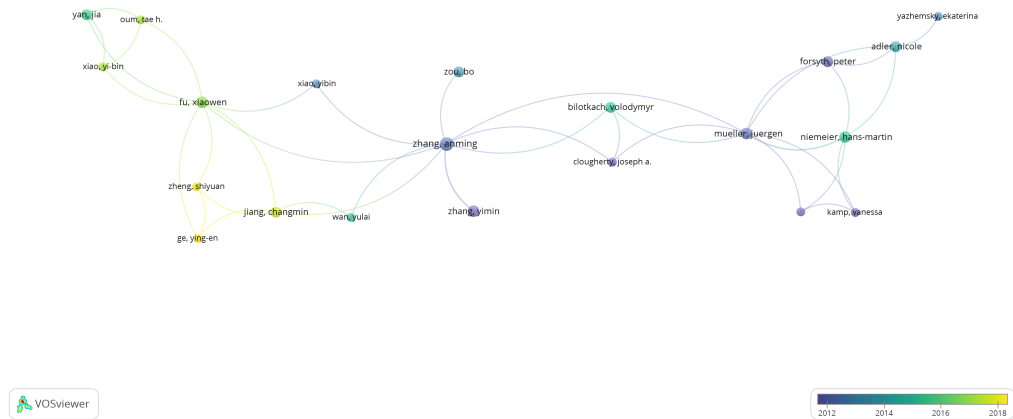 yan, jia
oum, tae h.
yazhemsky, ekaterina
adler, nicole
xiao, yi-bin
forsyth, peter
zou, bo
xiao, yibin
fu, xiaowen
bilotkach, volodymyr
mueller, juergen
niemeier, hans-martin
zhang, anming
clougherty, joseph a.
zheng, shiyuan
jiang, changmin
wan, yulai
zhang, yimin
kamp, vanessa
ge, ying-en
VOSviewer
2012 2014 2016 2018